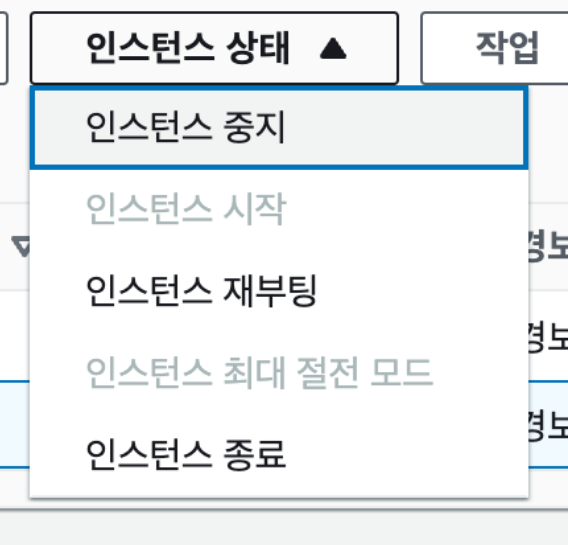 인스턴스 상태 ▲ 작업
인스턴스 중지
인스턴스 시작
경보
인스턴스 재부팅
경보
인스턴스 최대 절전 모드
경보
인스턴스 종료